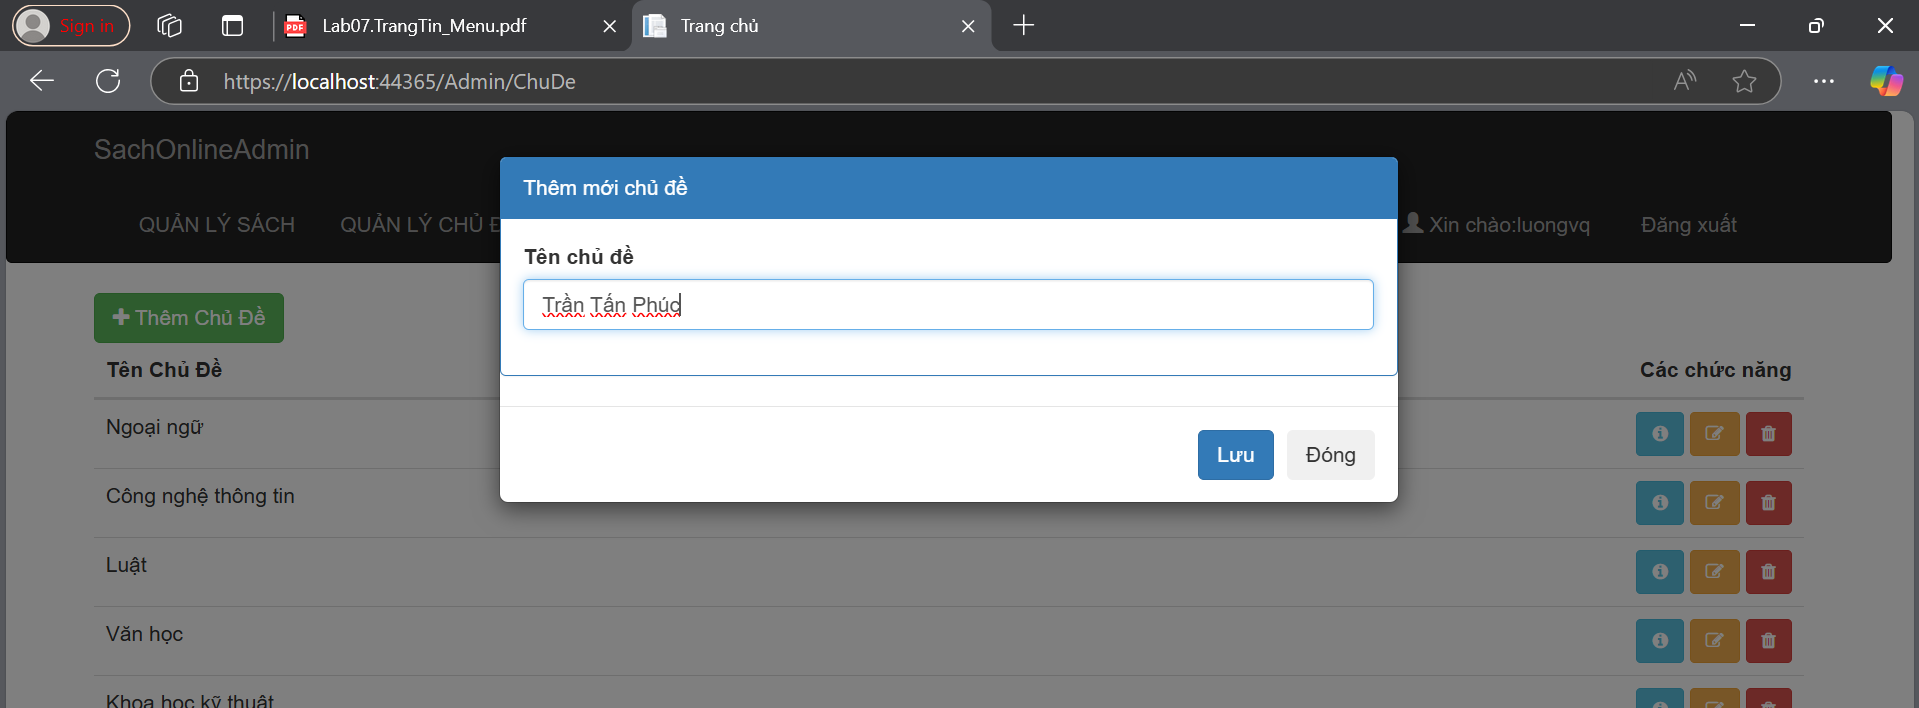 Sign in
Lab07.TrangTin_Menu.pdf
Trang chủ
https://localhost:44365/Admin/ChuDe
SachOnlineAdmin
QUẢN LÝ SÁCH
QUẢN LÝ CHỦ Đ
Xin chào:luongvq
Đăng xuất
Thêm mới chủ đề
Tên chủ đề
Trần Tấn Phúc
Lưu
Đóng
Thêm Chủ Đề
Tên Chủ Đề
Các chức năng
Ngoại ngữ
Công nghệ thông tin
Luật
Văn học
Khoa học kỹ thuật